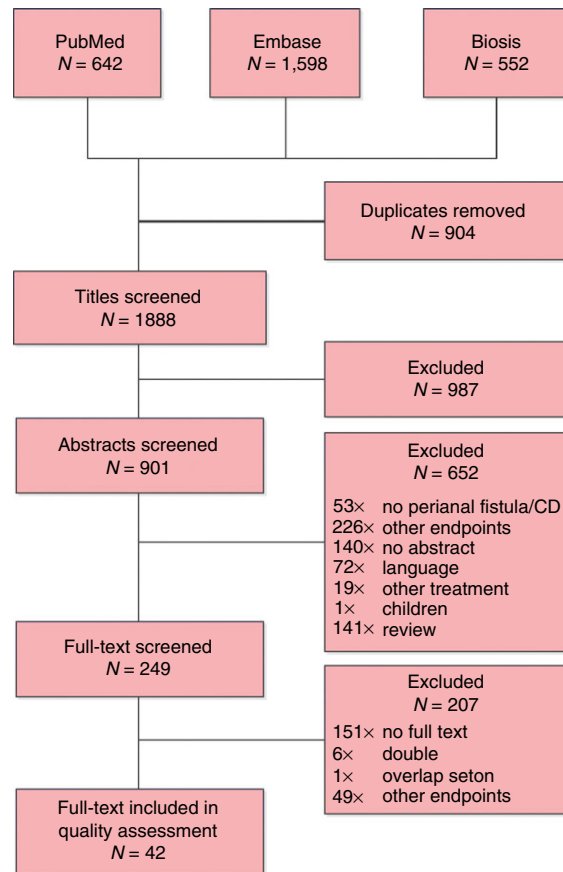 PubMed
N = 642
Embase
N = 1,598
Biosis
N = 552
Duplicates removed
N = 904
Titles screened
N = 1888
Excluded
N = 987
Abstracts screened
N = 901
Excluded
N = 652
53× no perianal fistula/CD
226× other endpoints
140× no abstract
72× language
19× other treatment
1× children
141× review
Full-text screened
N = 249
Excluded
N = 207
151× no full text
6× double
1× overlap seton
49× other endpoints
Full-text included in
quality assessment
N = 42